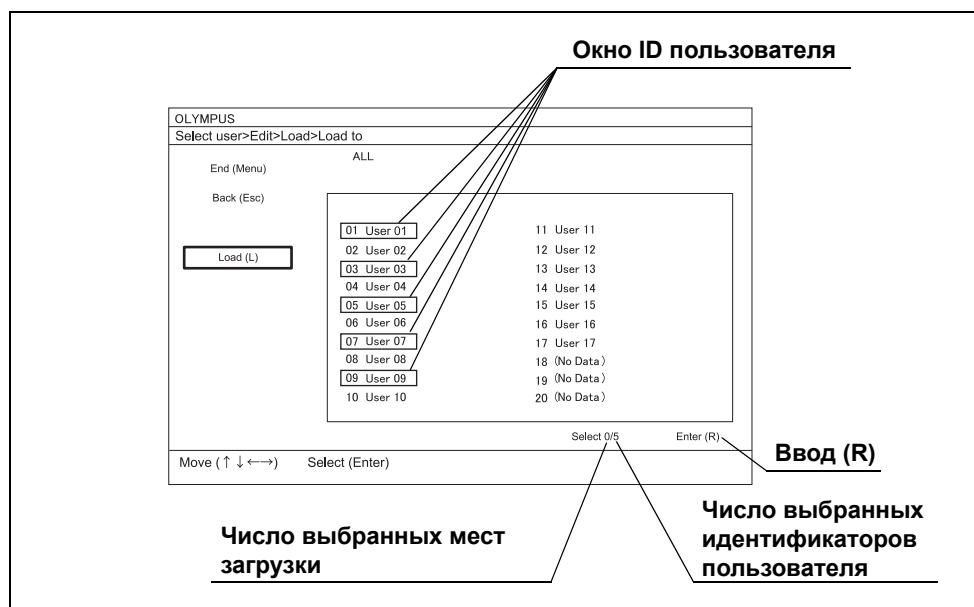 Окно ID пользователя
OLYMPUS
Select user>Edit>Load>Load to
ALL
End (Menu)
Back (Esc)
Load (L)
01 User 01
02 User 02
03 User 03
04 User 04
05 User 05
06 User 06
07 User 07
08 User 08
09 User 09
10 User 10
11 User 11
12 User 12
13 User 13
14 User 14
15 User 15
16 User 16
17 User 17
18 (No Data)
19 (No Data)
20 (No Data)
Select 0/5
Enter (R)
Move (↑↓←→)
Select (Enter)
Ввод (R)
Число выбранных мест
загрузки
Число выбранных
идентификаторов
пользователя